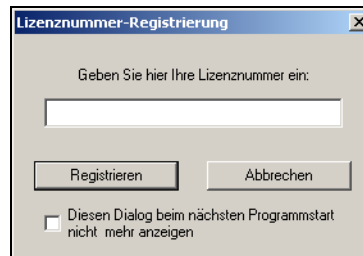 Lizenznummer-Registrierung
Geben Sie hier Ihre Lizenznummer ein:
Registrieren
Abbrechen
Diesen Dialog beim nächsten Programmstart
nicht mehr anzeigen